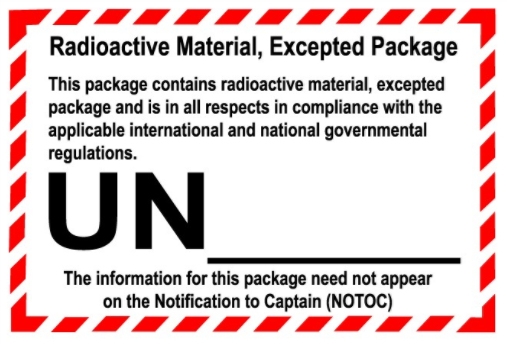 Radioactive Material, Excepted Package
This package contains radioactive material, excepted
package and is in all respects in compliance with the
applicable international and national governmental
regulations.
UN
The information for this package need not appear
on the Notification to Captain (NOTOC)